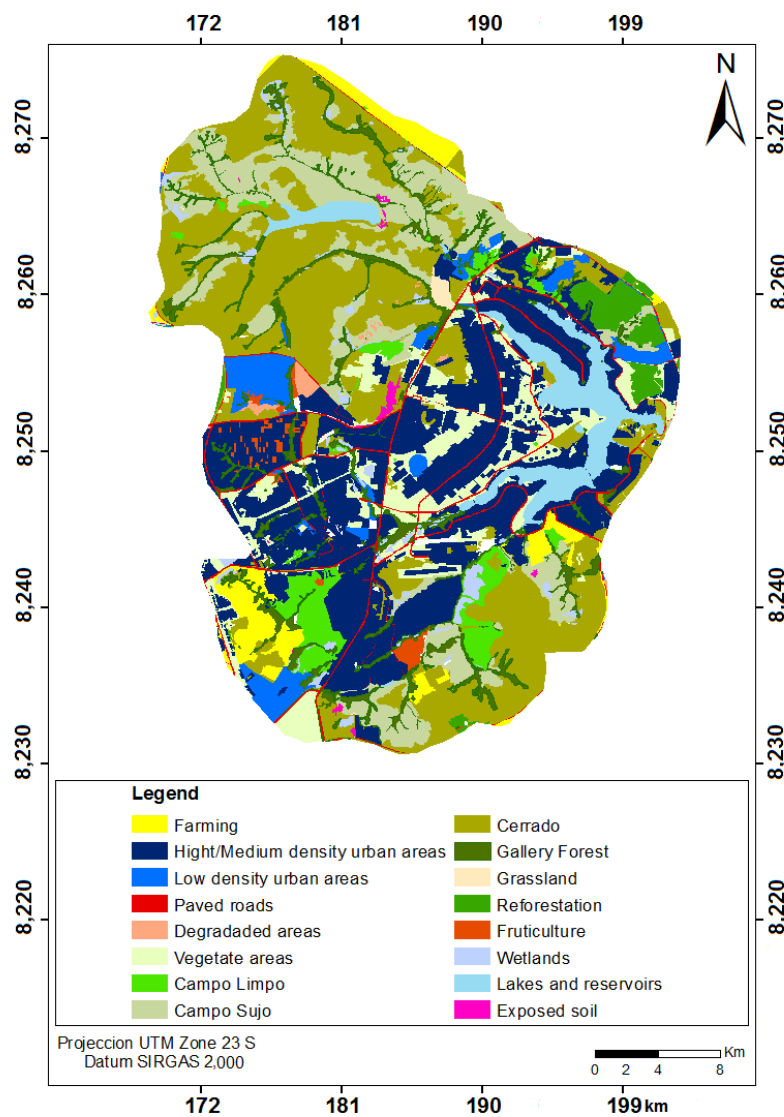 172 181 190 199
N
8,270 8,270
8,260 8,260
8,250 8,250
8,240 8,240
8,230 8,230
Legend
Farming Cerrado
Hight/Medium density urban areas Gallery Forest
Low density urban areas Grassland
Paved roads Reforestation
Degradaded areas Fruticulture
Vegetate areas Wetlands
Campo Limpo Lakes and reservoirs
Campo Sujo Exposed soil
8,220 8,220
Projeccion UTM Zone 23 S
Datum SIRGAS 2,000
Km
0 2 4 8
172 181 190 199 km